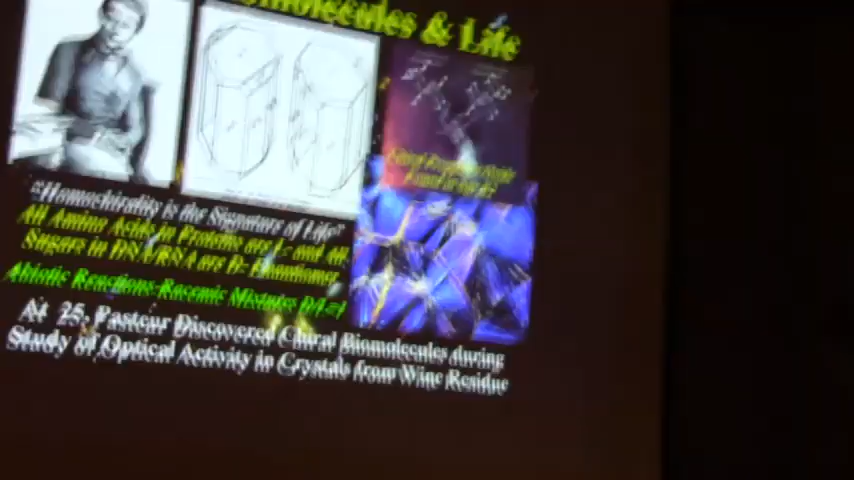 omolecules & Life
"Homochirality is the Signature of Life"
All Amino Acids in Proteins are L- and All
Sugars in DNA/RNA are D- Enantiomer
Abiotic Reactions-Racemic Mixtures D/L=1
At 25, Pasteur Discovered Chiral Biomolecules during
Study of Optical Activity in Crystals from Wine Residue